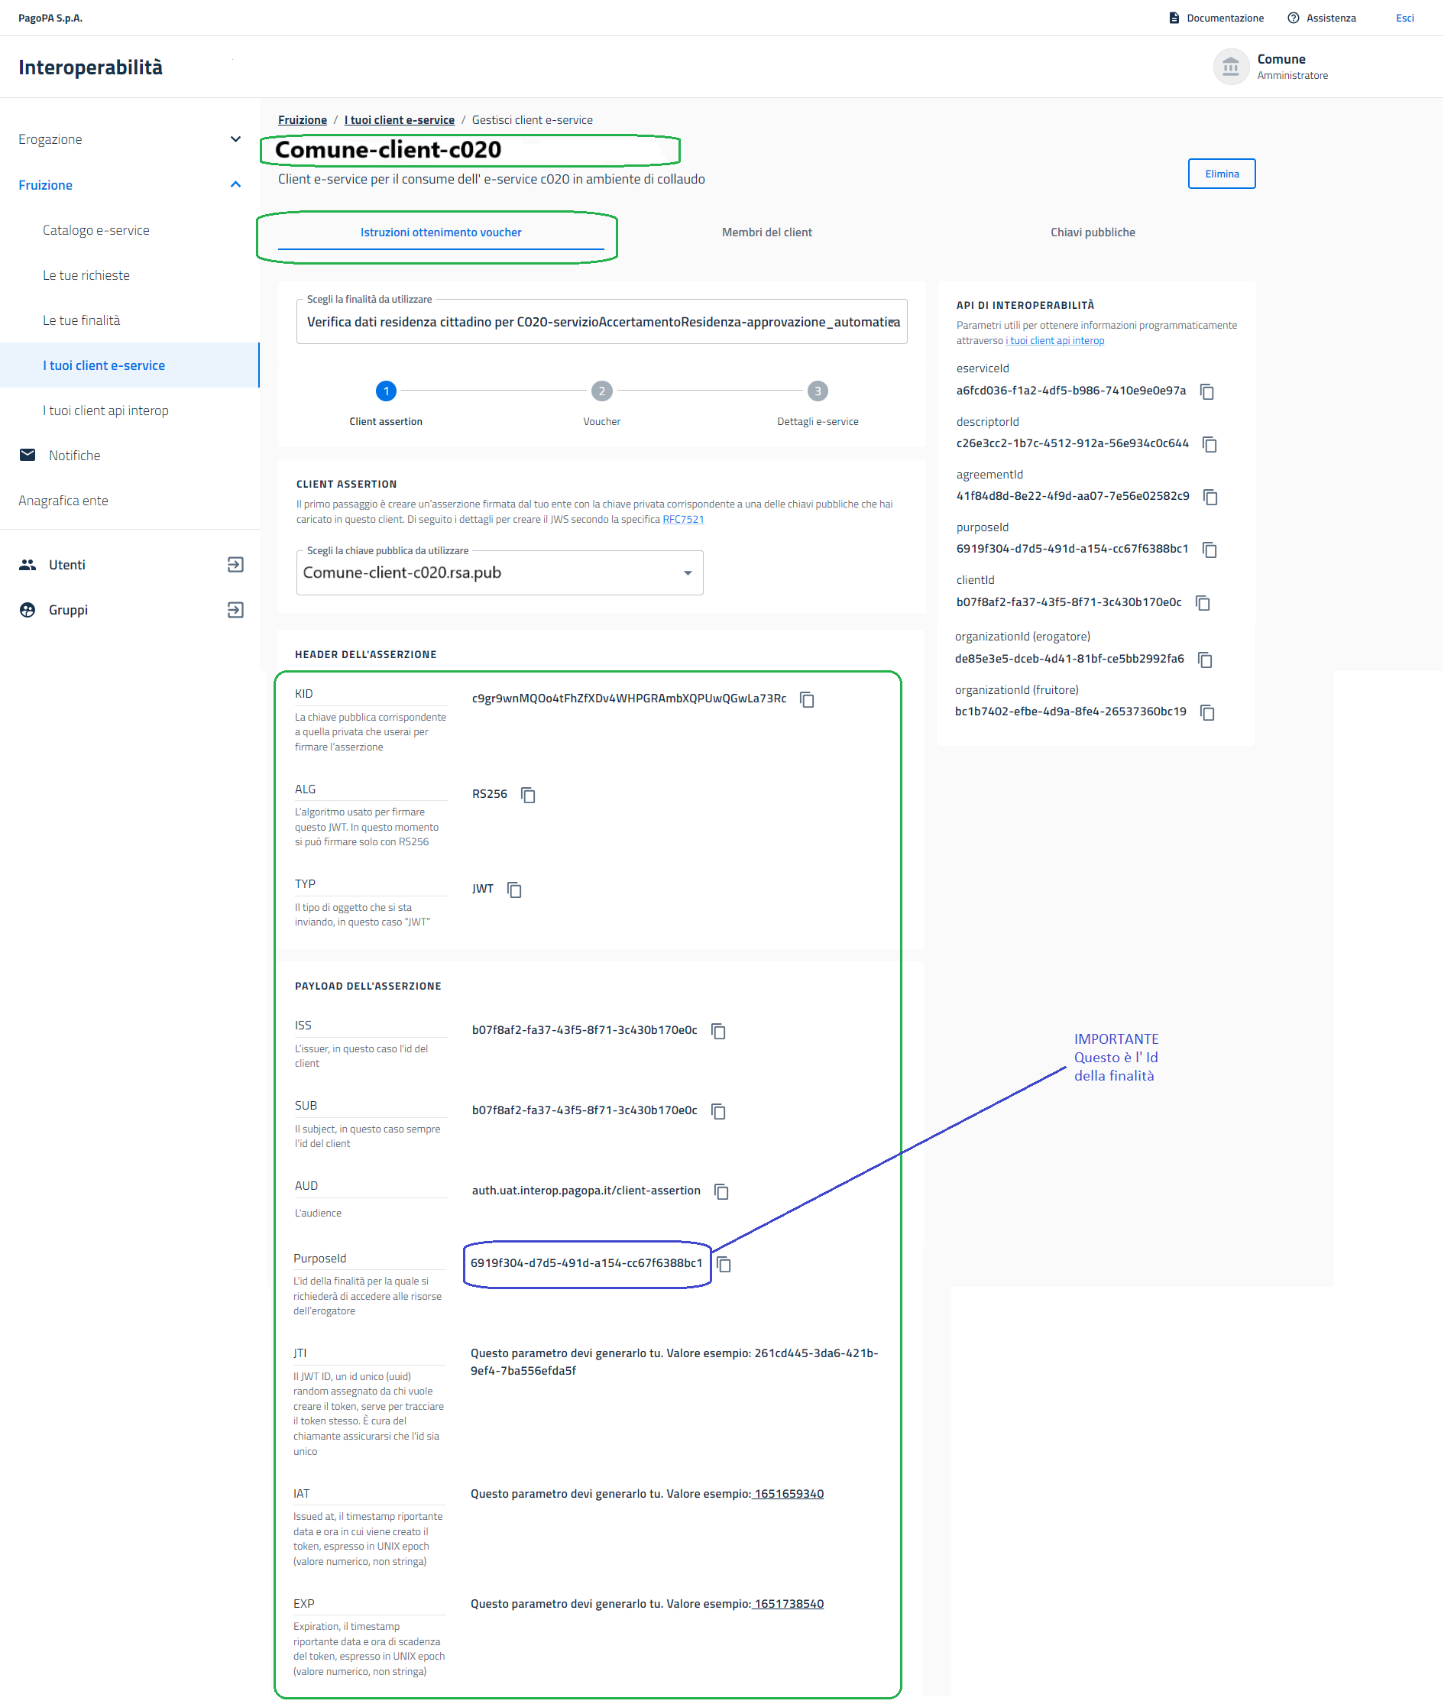 PagoPA S.p.A.
Documentazione
Assistenza
Esci
Interoperabilità
Comune
Amministratore
Erogazione
Fruizione
Catalogo e-service
Le tue richieste
Le tue finalità
I tuoi client e-service
I tuoi client api interop
Notifiche
Anagrafica ente
Utenti
Gruppi
Fruizione / I tuoi client e-service / Gestisci client e-service
Comune-client-c020
Client e-service per il consume dell' e-service c020 in ambiente di collaudo
Elimina
Istruzioni ottenimento voucher
Membri del client
Chiavi pubbliche
Scegli la finalità da utilizzare
Verifica dati residenza cittadino per C020-servizioAccertamentoResidenza-approvazione_automatica
1
2
3
Client assertion
Voucher
Dettagli e-service
CLIENT ASSERTION
Il primo passaggio è creare un'asserzione firmata dal tuo ente con la chiave privata corrispondente a una delle chiavi pubbliche che hai
caricato in questo client. Di seguito i dettagli per creare il JWS secondo la specifica RFC7521
Scegli la chiave pubblica da utilizzare
Comune-client-c020.rsa.pub
HEADER DELL'ASSERZIONE
KID
c9gr9wnMQOo4tFhZfXDv4WHPGRAmbXQPUwQGwLa73Rc
La chiave pubblica corrispondente
a quella privata che userai per
firmare l'asserzione
ALG
RS256
L'algoritmo usato per firmare
questo JWT. In questo momento
si può firmare solo con RS256
TYP
JWT
Il tipo di oggetto che si sta
inviando, in questo caso "JWT"
PAYLOAD DELL'ASSERZIONE
ISS
b07f8af2-fa37-43f5-8f71-3c430b170e0c
L'issuer, in questo caso l'id del
client
SUB
b07f8af2-fa37-43f5-8f71-3c430b170e0c
Il subject, in questo caso sempre
l'id del client
AUD
auth.uat.interop.pagopa.it/client-assertion
L'audience
PurposeId
6919f304-d7d5-491d-a154-cc67f6388bc1
L'id della finalità per la quale si
richiederà di accedere alle risorse
dell'erogatore
JTI
Questo parametro devi generarlo tu. Valore esempio: 261cd445-3da6-421b-
9ef4-7ba556efda5f
Il JWT ID, un id unico (uuid)
random assegnato da chi vuole
creare il token, serve per tracciare
il token stesso. È cura del
chiamante assicurarsi che l'id sia
unico
IAT
Questo parametro devi generarlo tu. Valore esempio: 1651659340
Issued at, il timestamp riportante
data e ora in cui viene creato il
token, espresso in UNIX epoch
(valore numerico, non stringa)
EXP
Questo parametro devi generarlo tu. Valore esempio: 1651738540
Expiration, il timestamp
riportante data e ora di scadenza
del token, espresso in UNIX epoch
(valore numerico, non stringa)
API DI INTEROPERABILITÀ
Parametri utili per ottenere informazioni programmaticamente
attraverso i tuoi client api interop
eserviceId
a6fcd036-f1a2-4df5-b986-7410e9e0e97a
descriptorId
c26e3cc2-1b7c-4512-912a-56e934c0c644
agreementId
41f84d8d-8e22-4f9d-aa07-7e56e02582c9
purposeId
6919f304-d7d5-491d-a154-cc67f6388bc1
clientId
b07f8af2-fa37-43f5-8f71-3c430b170e0c
organizationId (erogatore)
de85e3e5-dceb-4d41-81bf-ce5bb2992fa6
organizationId (fruitore)
bc1b7402-efbe-4d9a-8fe4-26537360bc19
IMPORTANTE
Questo è l' Id
della finalità